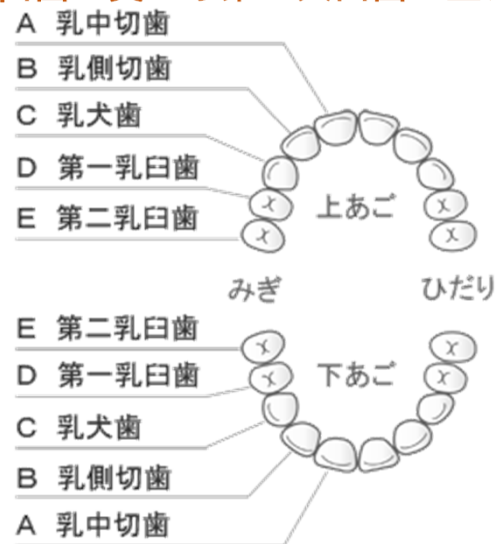 A 乳中切歯
B 乳側切歯
C 乳犬歯
D 第一乳臼歯
E 第二乳臼歯
上あご
みぎ ひだり
E 第二乳臼歯
D 第一乳臼歯
下あご
C 乳犬歯
B 乳側切歯
A 乳中切歯